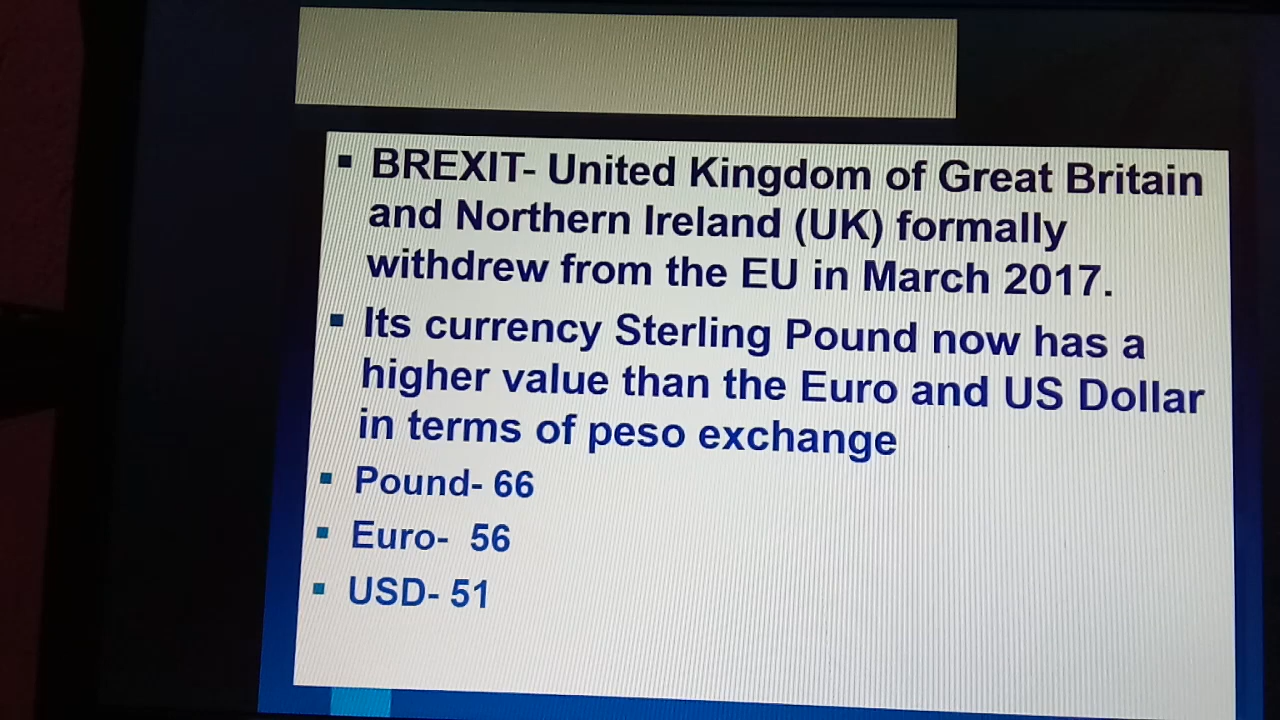 ▪ BREXIT- United Kingdom of Great Britain
and Northern Ireland (UK) formally
withdrew from the EU in March 2017.
▪ Its currency Sterling Pound now has a
higher value than the Euro and US Dollar
in terms of peso exchange
▪ Pound- 66
▪ Euro- 56
▪ USD- 51